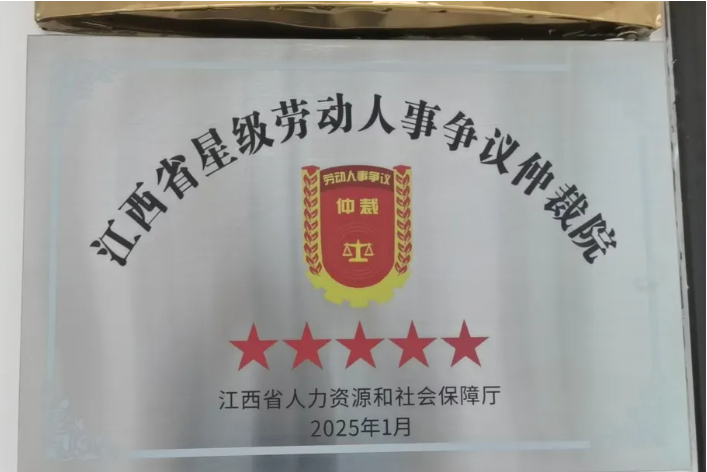 江西省星级劳动人事争议仲裁院
劳动人事争议
仲裁
江西省人力资源和社会保障厅
2025年1月